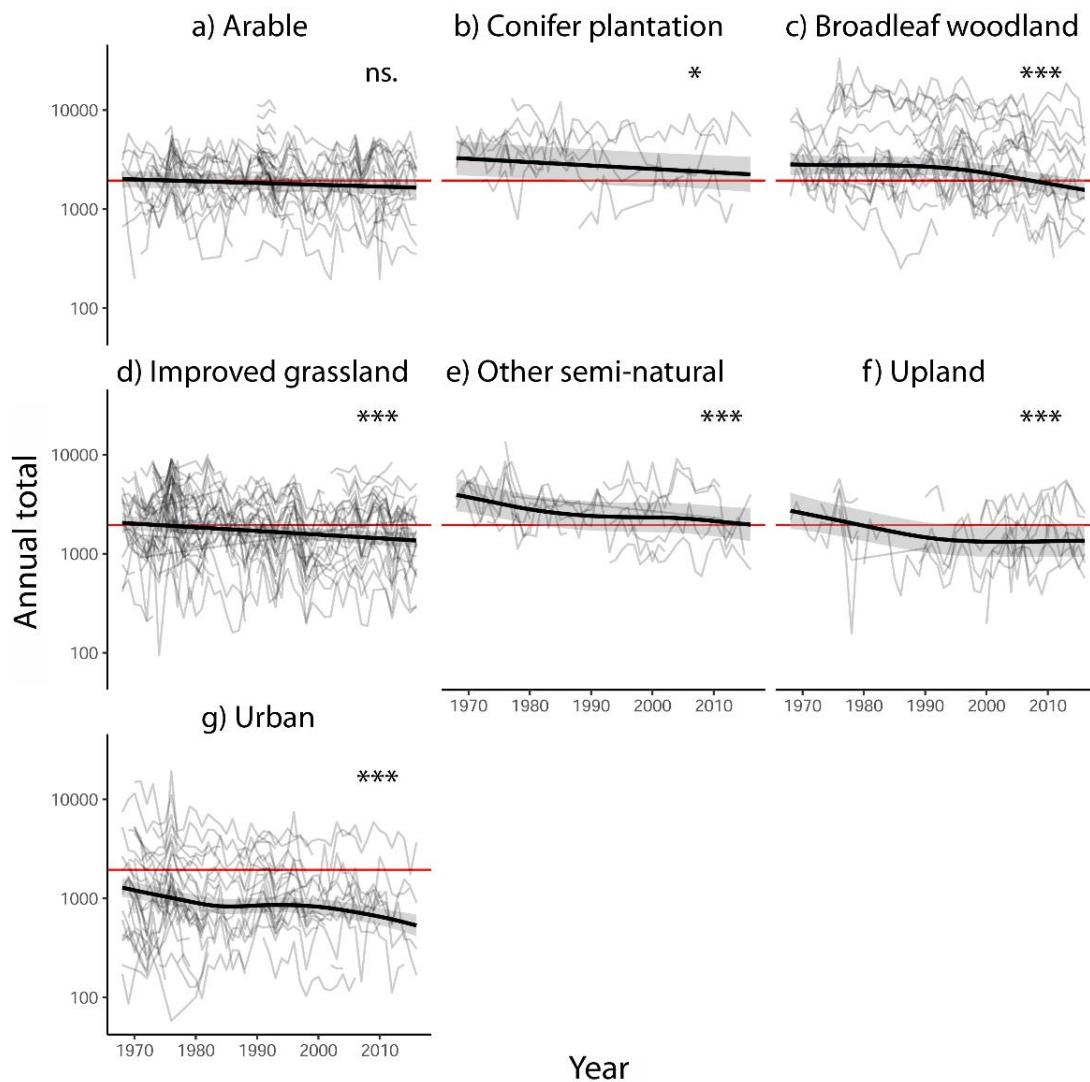 a) Arable
b) Conifer plantation
c) Broadleaf woodland
ns.
*
***
10000
1000
100
d) Improved grassland
e) Other semi-natural
f) Upland
***
***
***
10000
1000
100
1970 1980 1990 2000 2010
1970 1980 1990 2000 2010
g) Urban
***
10000
1000
100
1970 1980 1990 2000 2010
Annual total
Year